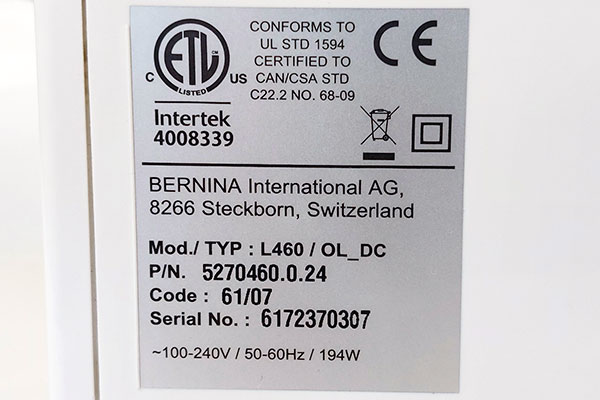 CONFORMS TO
UL STD 1594
CERTIFIED TO
CAN/CSA STD
C22.2 NO. 68-09
CE
C ETL CM US
LISTED
Intertek
4008339
BERNINA International AG,
8266 Steckborn, Switzerland
Mod./ TYP : L460 / OL_DC
P/N. 5270460.0.24
Code : 61/07
Serial No. : 6172370307
~100-240V / 50-60Hz / 194W